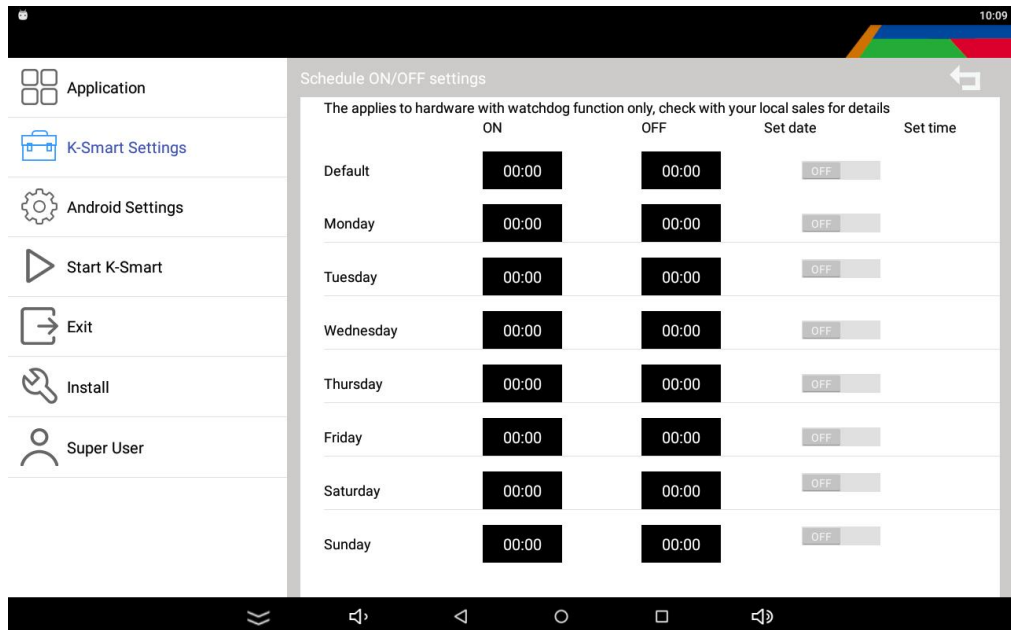 10:09
Application
K-Smart Settings
Android Settings
Start K-Smart
Exit
Install
Super User
Schedule ON/OFF settings
The applies to hardware with watchdog function only, check with your local sales for details
ON OFF Set date Set time
Default 00:00 00:00 OFF
Monday 00:00 00:00 OFF
Tuesday 00:00 00:00 OFF
Wednesday 00:00 00:00 OFF
Thursday 00:00 00:00 OFF
Friday 00:00 00:00 OFF
Saturday 00:00 00:00 OFF
Sunday 00:00 00:00 OFF